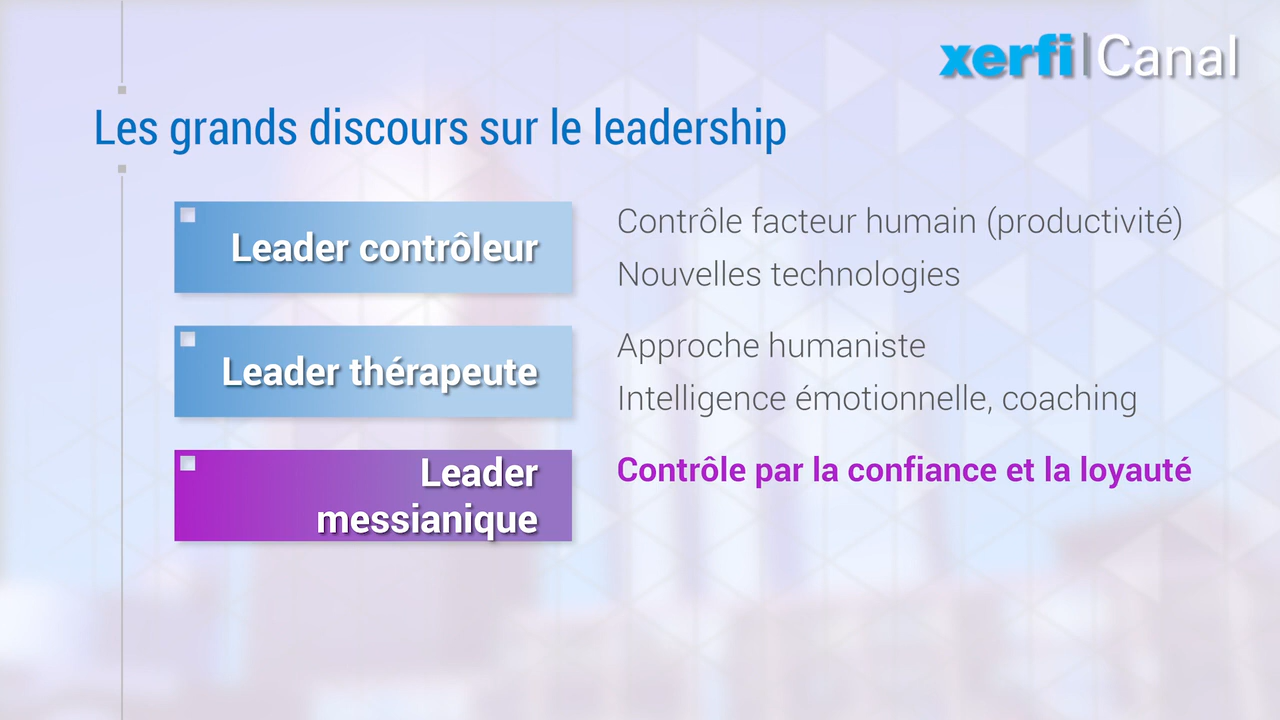 xerfi|Canal
Les grands discours sur le leadership
Leader contrôleur
Contrôle facteur humain (productivité)
Nouvelles technologies
Leader thérapeute
Approche humaniste
Intelligence émotionnelle, coaching
Leader
messianique
Contrôle par la confiance et la loyauté